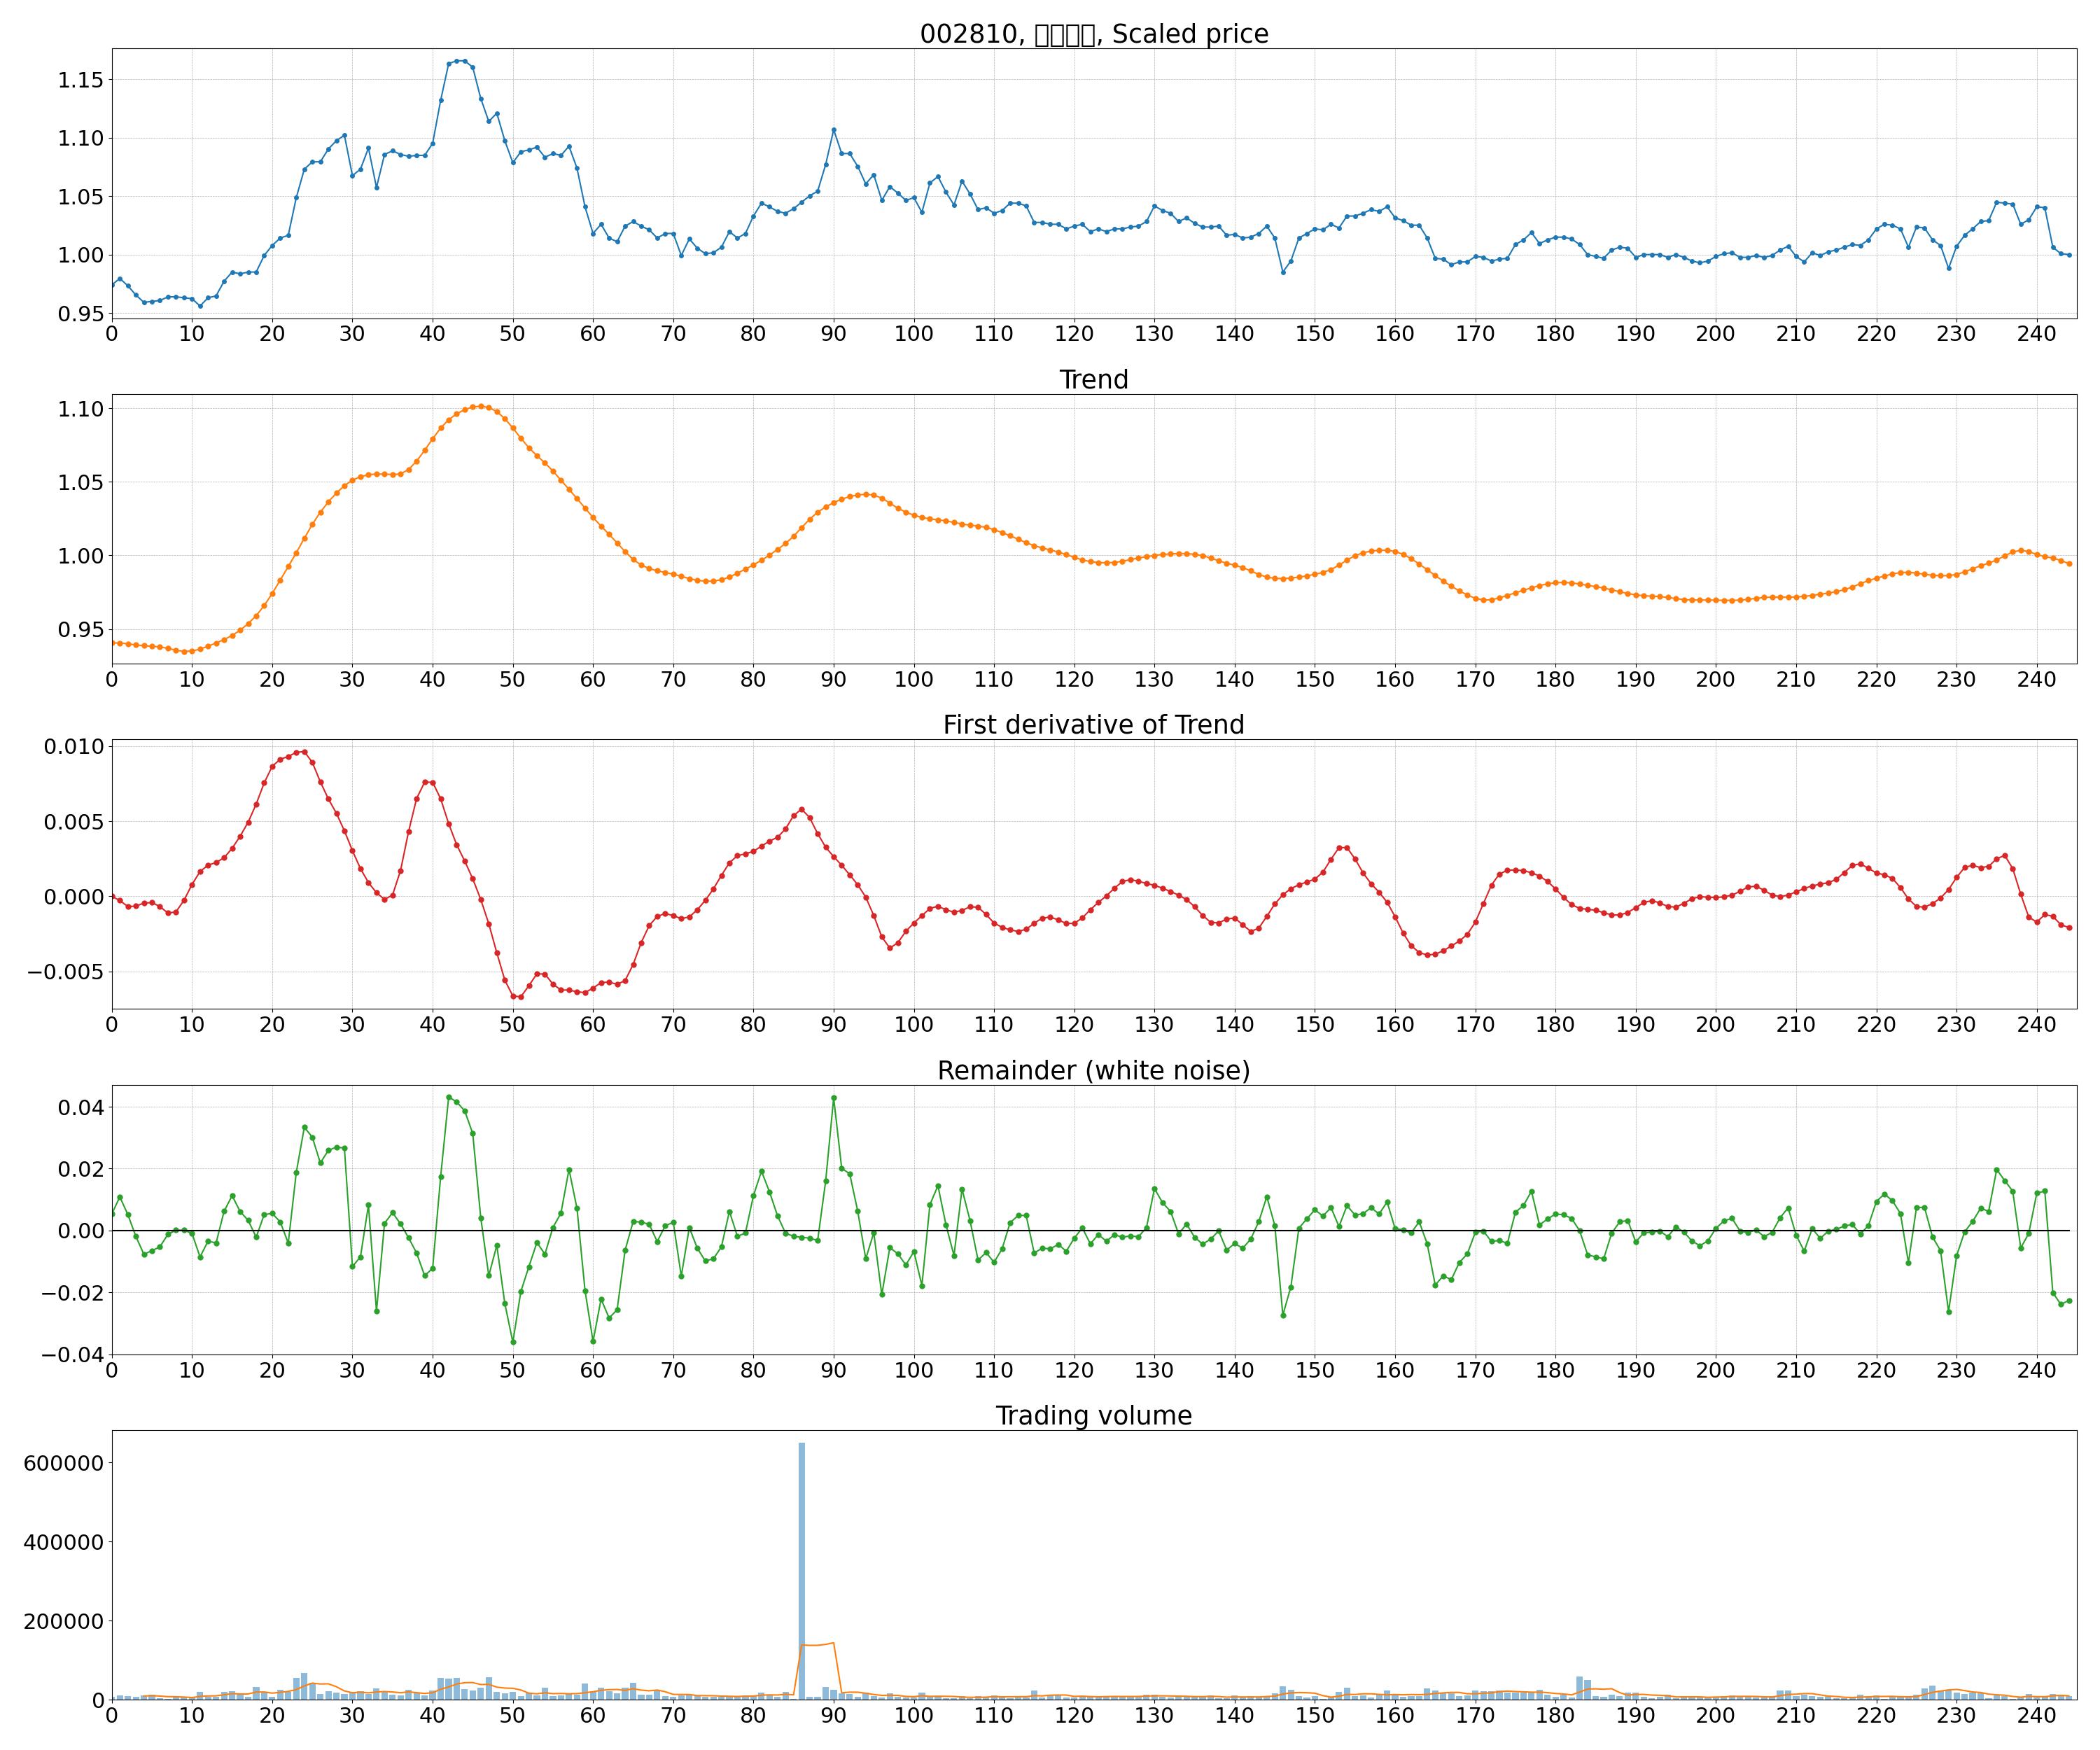 002810, □□□□, Scaled price
1.15
1.10
1.05
1.00
0.95
0 10 20 30 40 50 60 70 80 90 100 110 120 130 140 150 160 170 180 190 200 210 220 230 240
Trend
1.10
1.05
1.00
0.95
0 10 20 30 40 50 60 70 80 90 100 110 120 130 140 150 160 170 180 190 200 210 220 230 240
First derivative of Trend
0.010
0.005
0.000
−0.005
0 10 20 30 40 50 60 70 80 90 100 110 120 130 140 150 160 170 180 190 200 210 220 230 240
Remainder (white noise)
0.04
0.02
0.00
−0.02
−0.04
0 10 20 30 40 50 60 70 80 90 100 110 120 130 140 150 160 170 180 190 200 210 220 230 240
Trading volume
600000
400000
200000
0
0 10 20 30 40 50 60 70 80 90 100 110 120 130 140 150 160 170 180 190 200 210 220 230 240